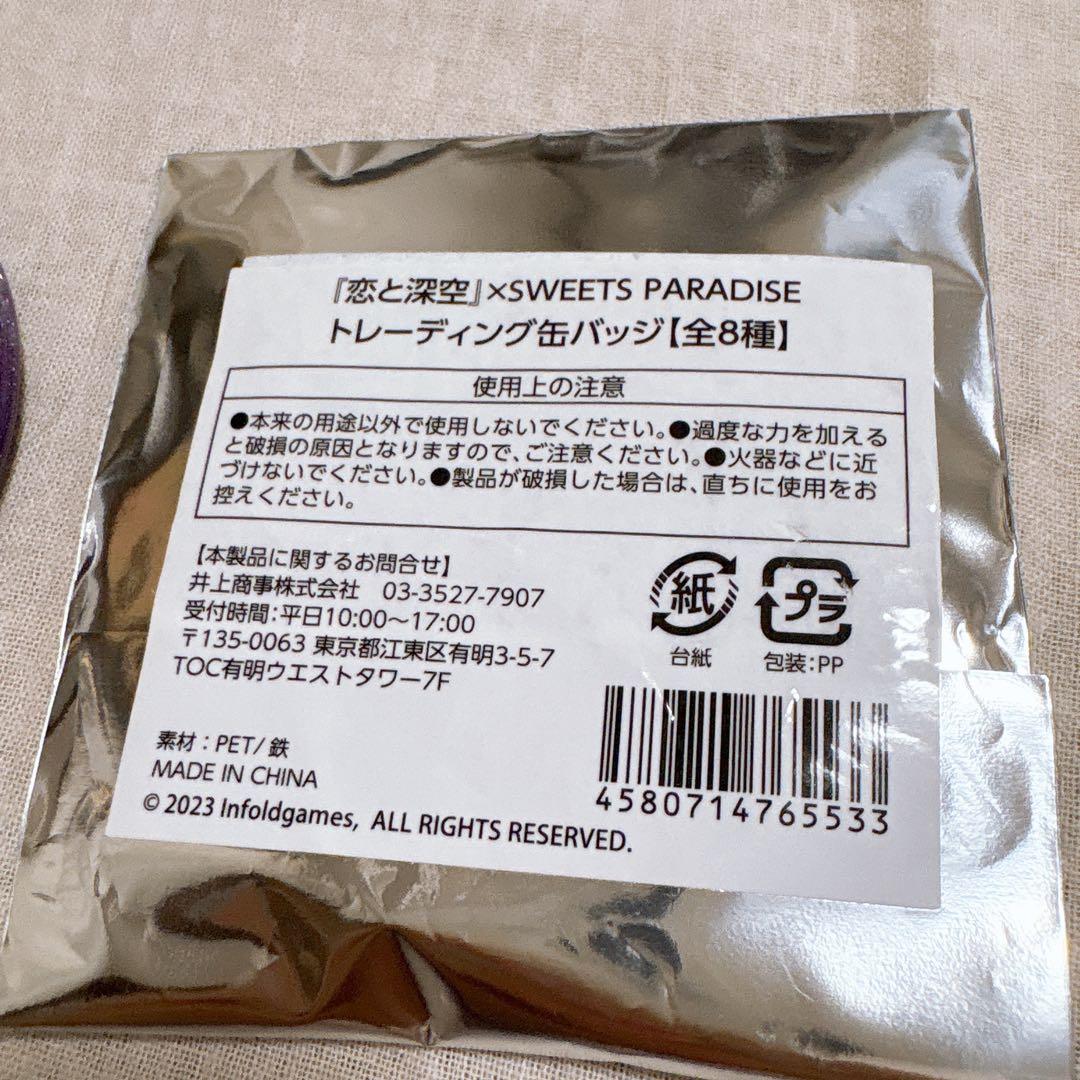 『恋と深空』×SWEETS PARADISE
トレーディング缶バッジ【全8種】
使用上の注意
●本来の用途以外で使用しないでください。●過度な力を加える
と破損の原因となりますので、ご注意ください。●火器などに近
づけないでください。●製品が破損した場合は、直ちに使用をお
控えください。
【本製品に関するお問合せ】
井上商事株式会社 03-3527-7907
受付時間：平日10:00～17:00
〒135-0063 東京都江東区有明3-5-7
TOC有明ウエストタワー7F
紙
台紙
プラ
包装：PP
素材：PET/鉄
MADE IN CHINA
© 2023 Infoldgames, ALL RIGHTS RESERVED.
4580714765533